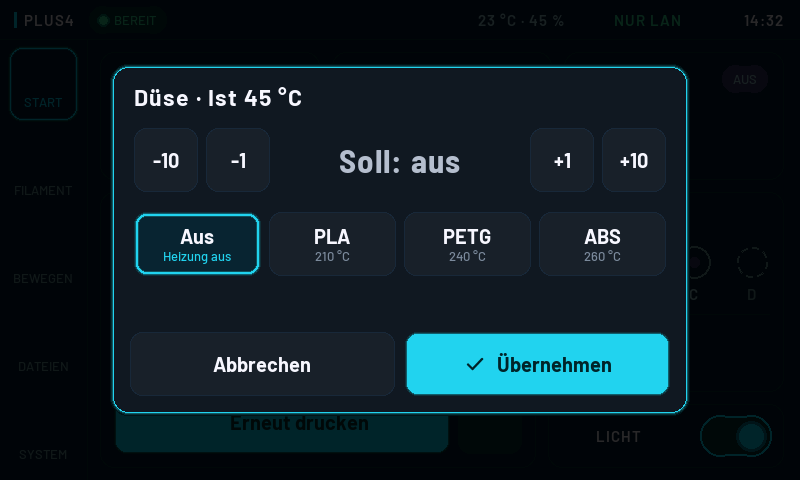 PLUS4
BEREIT
23 °C · 45 %
NUR LAN
14:32
START
AUS
FILAMENT
BEWEGEN
DATEIEN
SYSTEM
Düse · Ist 45 °C
-10
-1
Soll: aus
+1
+10
Aus
Heizung aus
PLA
210 °C
PETG
240 °C
ABS
260 °C
C
D
Abbrechen
Übernehmen
Erneut drucken
LICHT